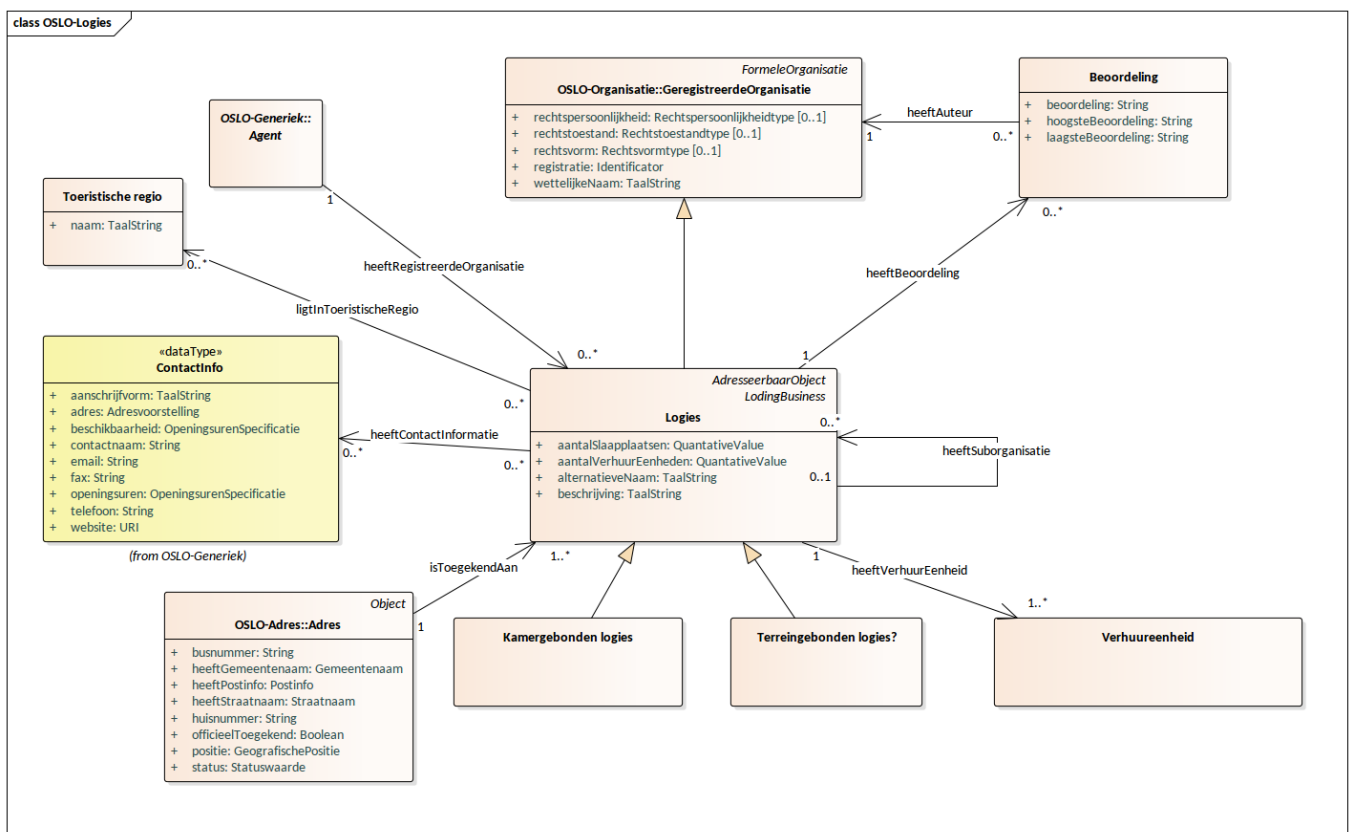 class OSLO-Logies
FormeleOrganisatie
OSLO-Organisatie::GeregistreerdeOrganisatie
+ rechtspersoonlijkheid: Rechtspersoonlijkheidtype [0..1]
+ rechtstoestand: Rechtstoestandtype [0..1]
+ rechtsvorm: Rechtsvormtype [0..1]
+ registratie: Identificator
+ wettelijkeNaam: TaalString
Beoordeling
+ beoordeling: String
+ hoogsteBeoordeling: String
+ laagsteBeoordeling: String
heeftAuteur
1
0..*
OSLO-Generiek::
Agent
1
Toeristische regio
+ naam: TaalString
0..*
0..*
heeftRegistreerdeOrganisatie
heeftBeoordeling
ligtInToeristischeRegio
0..*
1
«dataType»
ContactInfo
+ aanschrijfvorm: TaalString
+ adres: Adresvoorstelling
+ beschikbaarheid: OpeningsurenSpecificatie
+ contactnaam: String
+ email: String
+ fax: String
+ openingsuren: OpeningsurenSpecificatie
+ telefoon: String
+ website: URI
(from OSLO-Generiek)
AdresseerbaarObject
LodingBusiness
Logies
+ aantalSlaapplaatsen: QuantativeValue
+ aantalVerhuurEenheden: QuantativeValue
+ alternatieveNaam: TaalString
+ beschrijving: TaalString
0..*
0..*
heeftContactInformatie
0..*
0..*
heeftSuborganisatie
0..1
isToegekendAan
1..*
1
heeftVerhuurEenheid
1
1..*
Object
OSLO-Adres::Adres
+ busnummer: String
+ heeftGemeentenaam: Gemeentenaam
+ heeftPostinfo: Postinfo
+ heeftStraatnaam: Straatnaam
+ huisnummer: String
+ officieelToegekend: Boolean
+ positie: GeografischePositie
+ status: Statuswaarde
Kamergebonden logies
Terreingebonden logies?
Verhuureenheid